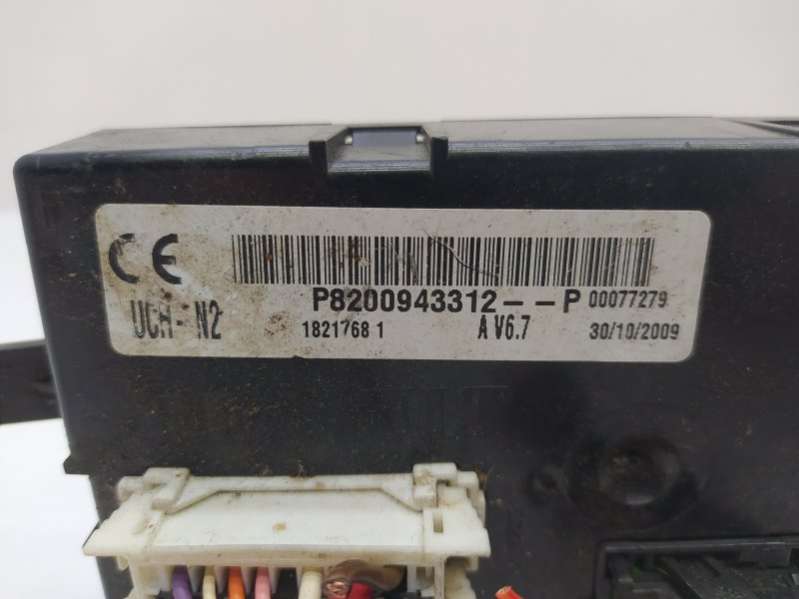 CE
P8200943312--P 00077279
UCH-N2 1821768 1 A V6.7 30/10/2009